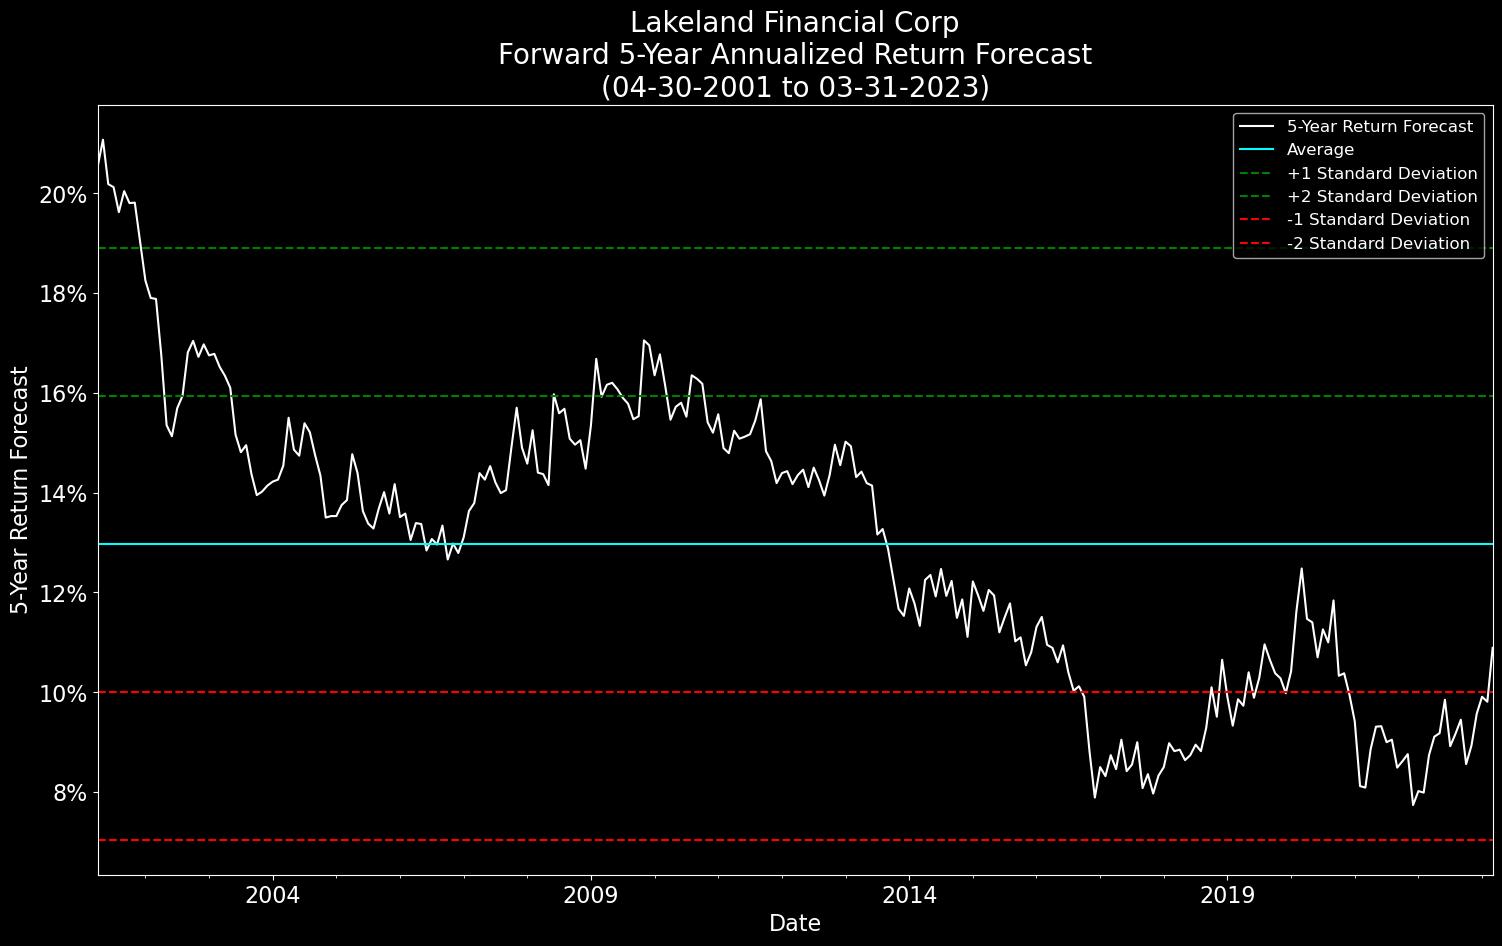 Lakeland Financial Corp
Forward 5-Year Annualized Return Forecast
(04-30-2001 to 03-31-2023)
5-Year Return Forecast
Average
+1 Standard Deviation
+2 Standard Deviation
-1 Standard Deviation
-2 Standard Deviation
5-Year Return Forecast
20%
18%
16%
14%
12%
10%
8%
2004
2009
2014
2019
Date